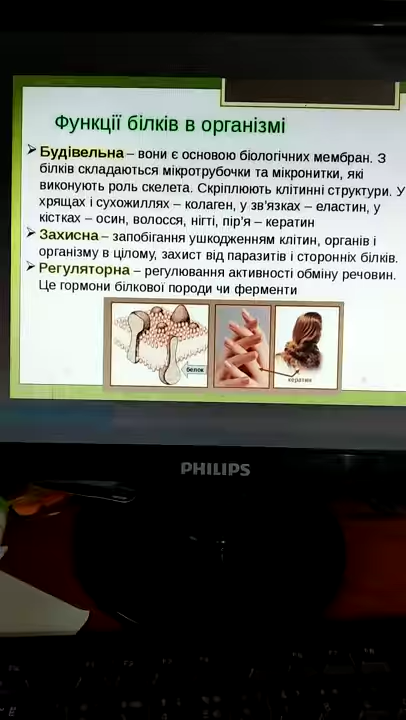 Функції білків в організмі
Будівельна – вони є основою біологічних мембран. З
білків складаються мікротрубочки та мікронитки, які
виконують роль скелета. Скріплюють клітинні структури. У
хрящах і сухожиллях – колаген, у зв'язках – еластин, у
кістках – осин, волосся, нігті, пір'я – кератин
Захисна – запобігання ушкодженням клітин, органів і
організму в цілому, захист від паразитів і сторонніх білків.
Регуляторна – регулювання активності обміну речовин.
Це гормони білкової породи чи ферменти
белок
кератин
PHILIPS